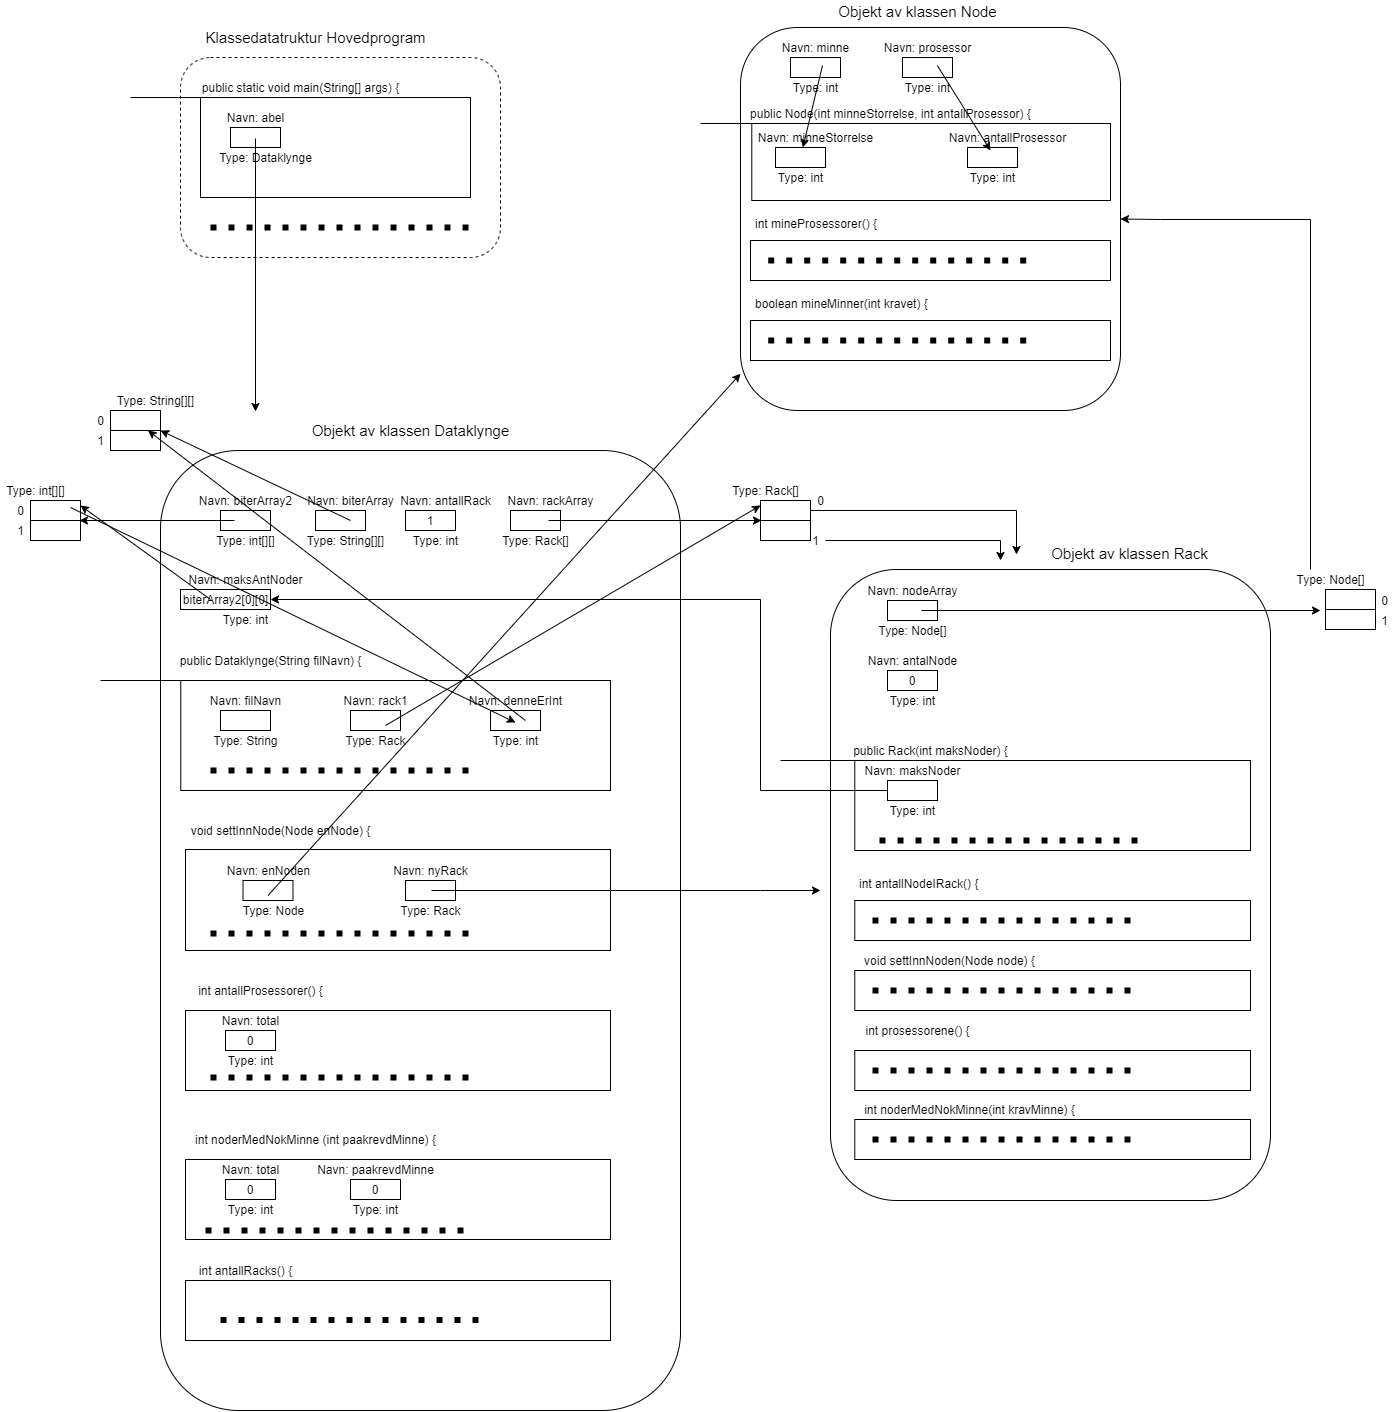 Objekt av klassen Node
Navn: minne
Navn: prosessor
Type: int
Type: int
public Node(int minneStorrelse, int antallProsessor) {
Navn: minneStorrelse
Navn: antallProsessor
Type: int
Type: int
int mineProsessorer() {
boolean mineMinner(int kravet) {
Klassedatatruktur Hovedprogram
public static void main(String[] args) {
Navn: abel
Type: Dataklynge
Type: String[][]
0
1
Type: int[][]
0
1
Objekt av klassen Dataklynge
Navn: biterArray2
Navn: biterArray
Navn: antallRack
Navn: rackArray
1
Type: int[][]
Type: String[][]
Type: int
Type: Rack[]
Navn: maksAntNoder
biterArray2[0][0]
Type: int
public Dataklynge(String filNavn) {
Navn: filNavn
Navn: rack1
Navn: denneErInt
Type: String
Type: Rack
Type: int
void settInnNode(Node enNode) {
Navn: enNoden
Navn: nyRack
Type: Node
Type: Rack
int antallProsessorer() {
Navn: total
0
Type: int
int noderMedNokMinne (int paakrevdMinne) {
Navn: total
Navn: paakrevdMinne
0
0
Type: int
Type: int
int antallRacks() {
Type: Rack[]
0
1
Objekt av klassen Rack
Navn: nodeArray
Type: Node[]
Navn: antalNode
0
Type: int
public Rack(int maksNoder) {
Navn: maksNoder
Type: int
int antallNodeIRack() {
void settInnNoden(Node node) {
int prosessorene() {
int noderMedNokMinne(int kravMinne) {
Type: Node[]
0
1